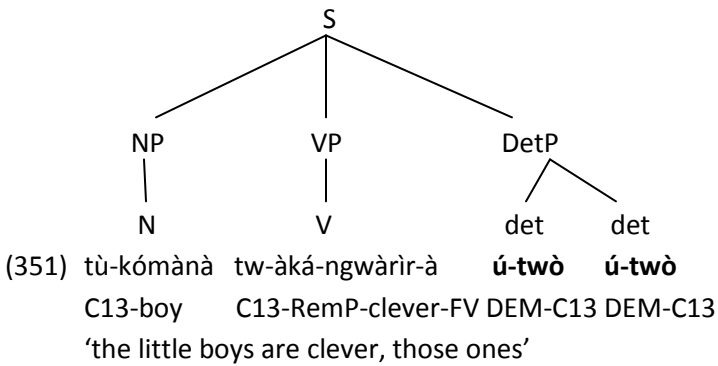 S
NP VP DetP
N V det det
(351) tù-kómànà tw-àká-ngwàrìr-à ú-twò ú-twò
C13-boy C13-RemP-clever-FV DEM-C13 DEM-C13
‘the little boys are clever, those ones’